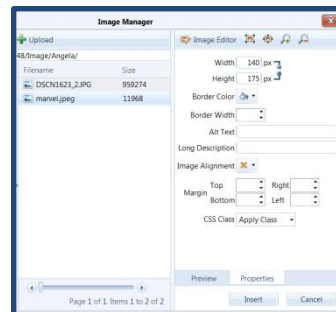 Image Manager
Upload
Image Editor
48/Image/Angela/
Filename Size
DSCN1623_2.JPG 959274
marvel.jpeg 11968
Page 1 of 1. Items 1 to 2 of 2
Width 140 px
Height 175 px
Border Color
Border Width
Alt Text
Long Description
Image Alignment
Margin Top Right
Bottom Left
CSS Class Apply Class
Preview Properties
Insert Cancel